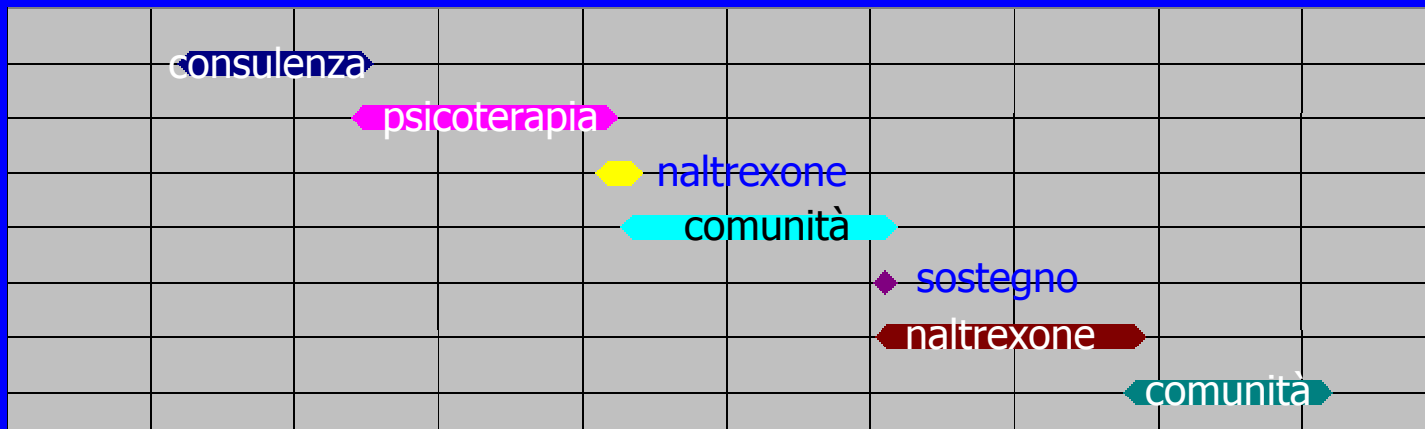 consulenza
psicoterapia
naltrexone
comunità
sostegno
naltrexone
comunità